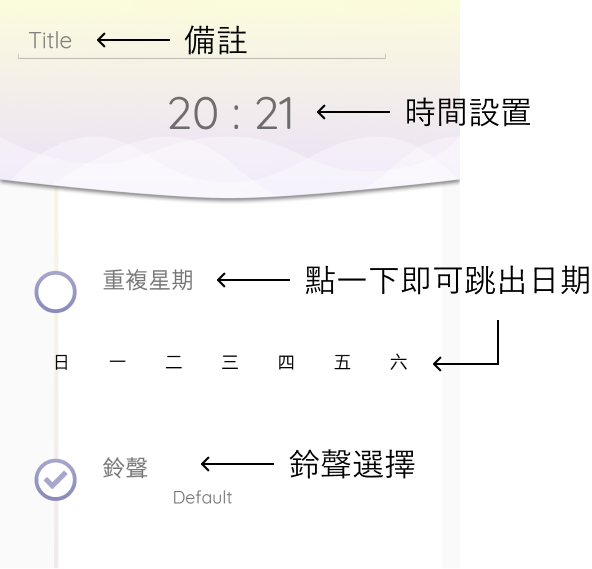 Title 備註
20 : 21 時間設置
重複星期 點一下即可跳出日期
日 一 二 三 四 五 六
鈴聲 鈴聲選擇
Default